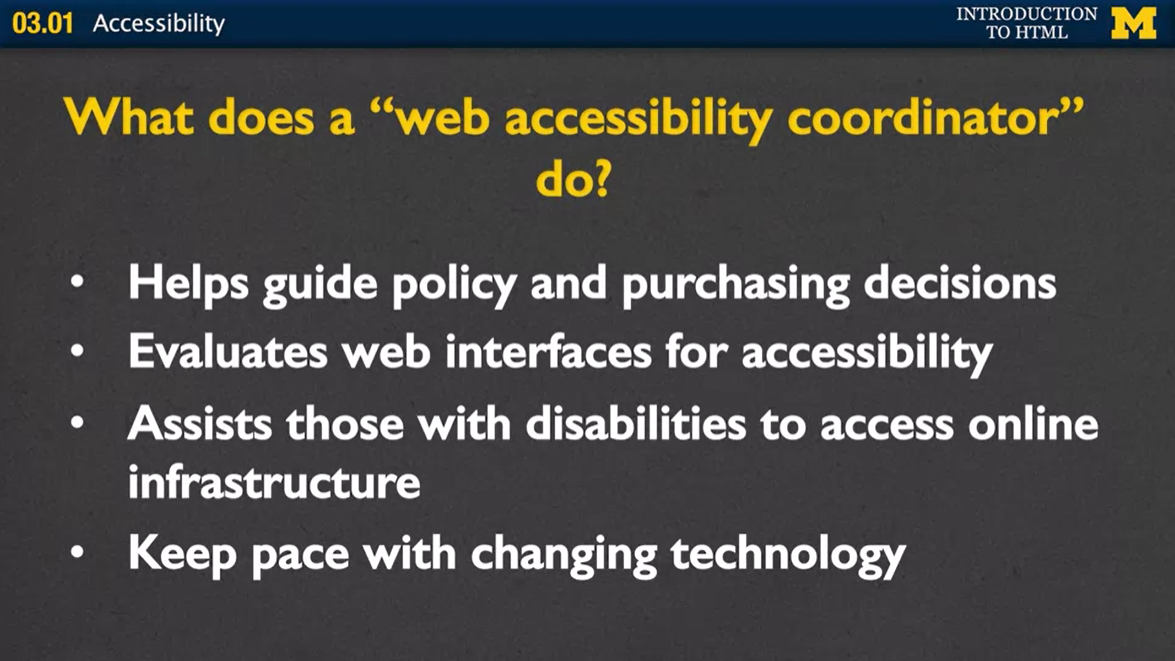 03.01 Accessibility
INTRODUCTION
TO HTML
M
What does a “web accessibility coordinator”
do?
• Helps guide policy and purchasing decisions
• Evaluates web interfaces for accessibility
• Assists those with disabilities to access online
infrastructure
• Keep pace with changing technology